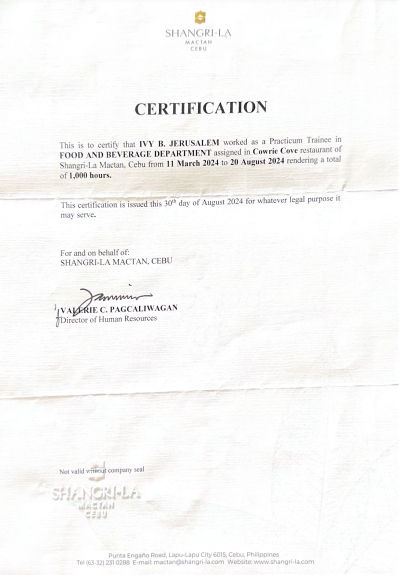 SHANGRI-LA
MACTAN
CEBU
CERTIFICATION
This is to certify that IVY B. JERUSALEM worked as a Practicum Trainee in
FOOD AND BEVERAGE DEPARTMENT assigned in Cowrie Cove restaurant of
Shangri-La Mactan, Cebu from 11 March 2024 to 20 August 2024 rendering a total
of 1,000 hours.
This certification is issued this 30th day of August 2024 for whatever legal purpose it
may serve.
For and on behalf of:
SHANGRI-LA MACTAN, CEBU
VALERIE C. PAGCALIWAGAN
Director of Human Resources
Not valid without company seal
SHANGRI-LA
MACTAN
CEBU
Punta Engaño Road, Lapu-Lapu City 6015, Cebu, Philippines
Tel (63 32) 231 0288 E-mail: mactan@shangri-la.com Website: www.shangri-la.com